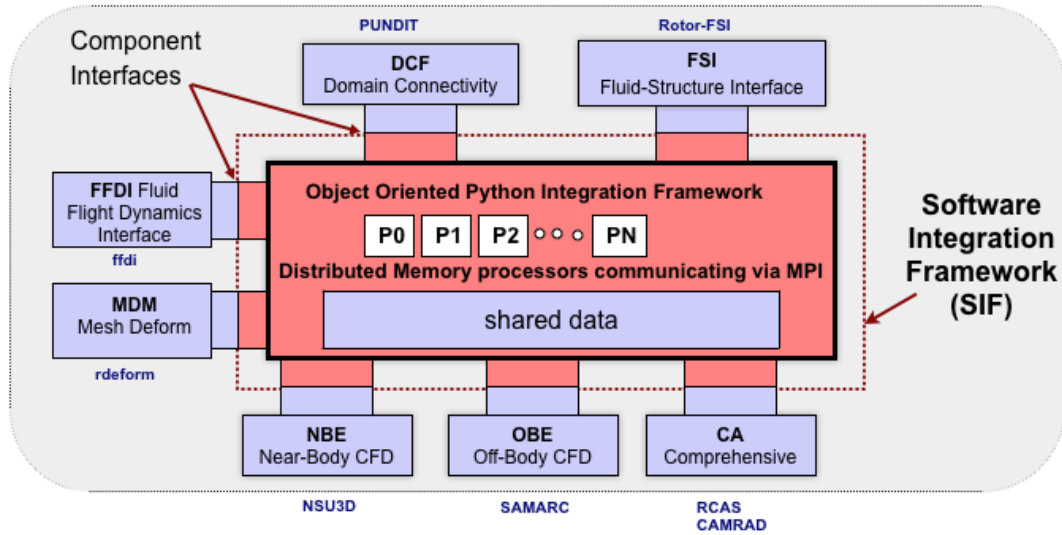 PUNDIT
Rotor-FSI
Component
Interfaces
DCF
Domain Connectivity
FSI
Fluid-Structure Interface
FFDI Fluid
Flight Dynamics
Interface
ffdi
Object Oriented Python Integration Framework
P0 P1 P2 PN
Distributed Memory processors communicating via MPI
shared data
Software
Integration
Framework
(SIF)
MDM
Mesh Deform
rdeform
NBE
Near-Body CFD
OBE
Off-Body CFD
CA
Comprehensive
NSU3D
SAMARC
RCAS
CAMRAD